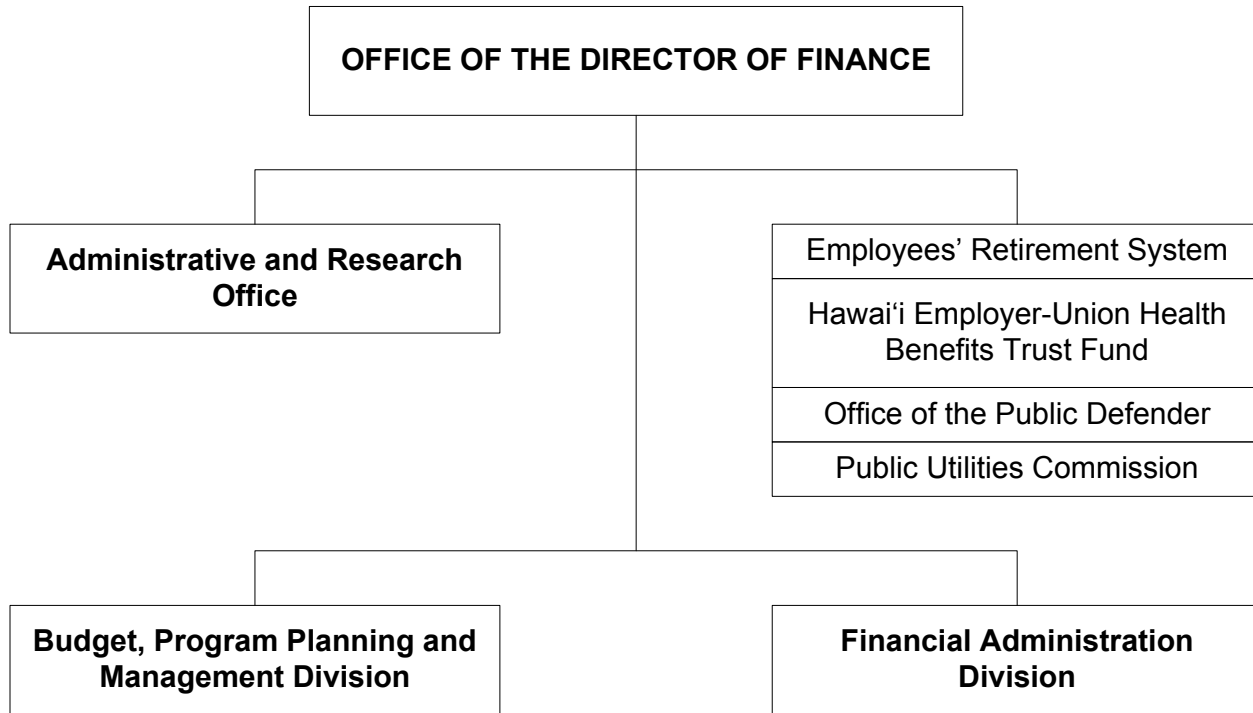 OFFICE OF THE DIRECTOR OF FINANCE
Administrative and Research
Office
Employees’ Retirement System
Hawai‘i Employer-Union Health
Benefits Trust Fund
Office of the Public Defender
Public Utilities Commission
Budget, Program Planning and
Management Division
Financial Administration
Division